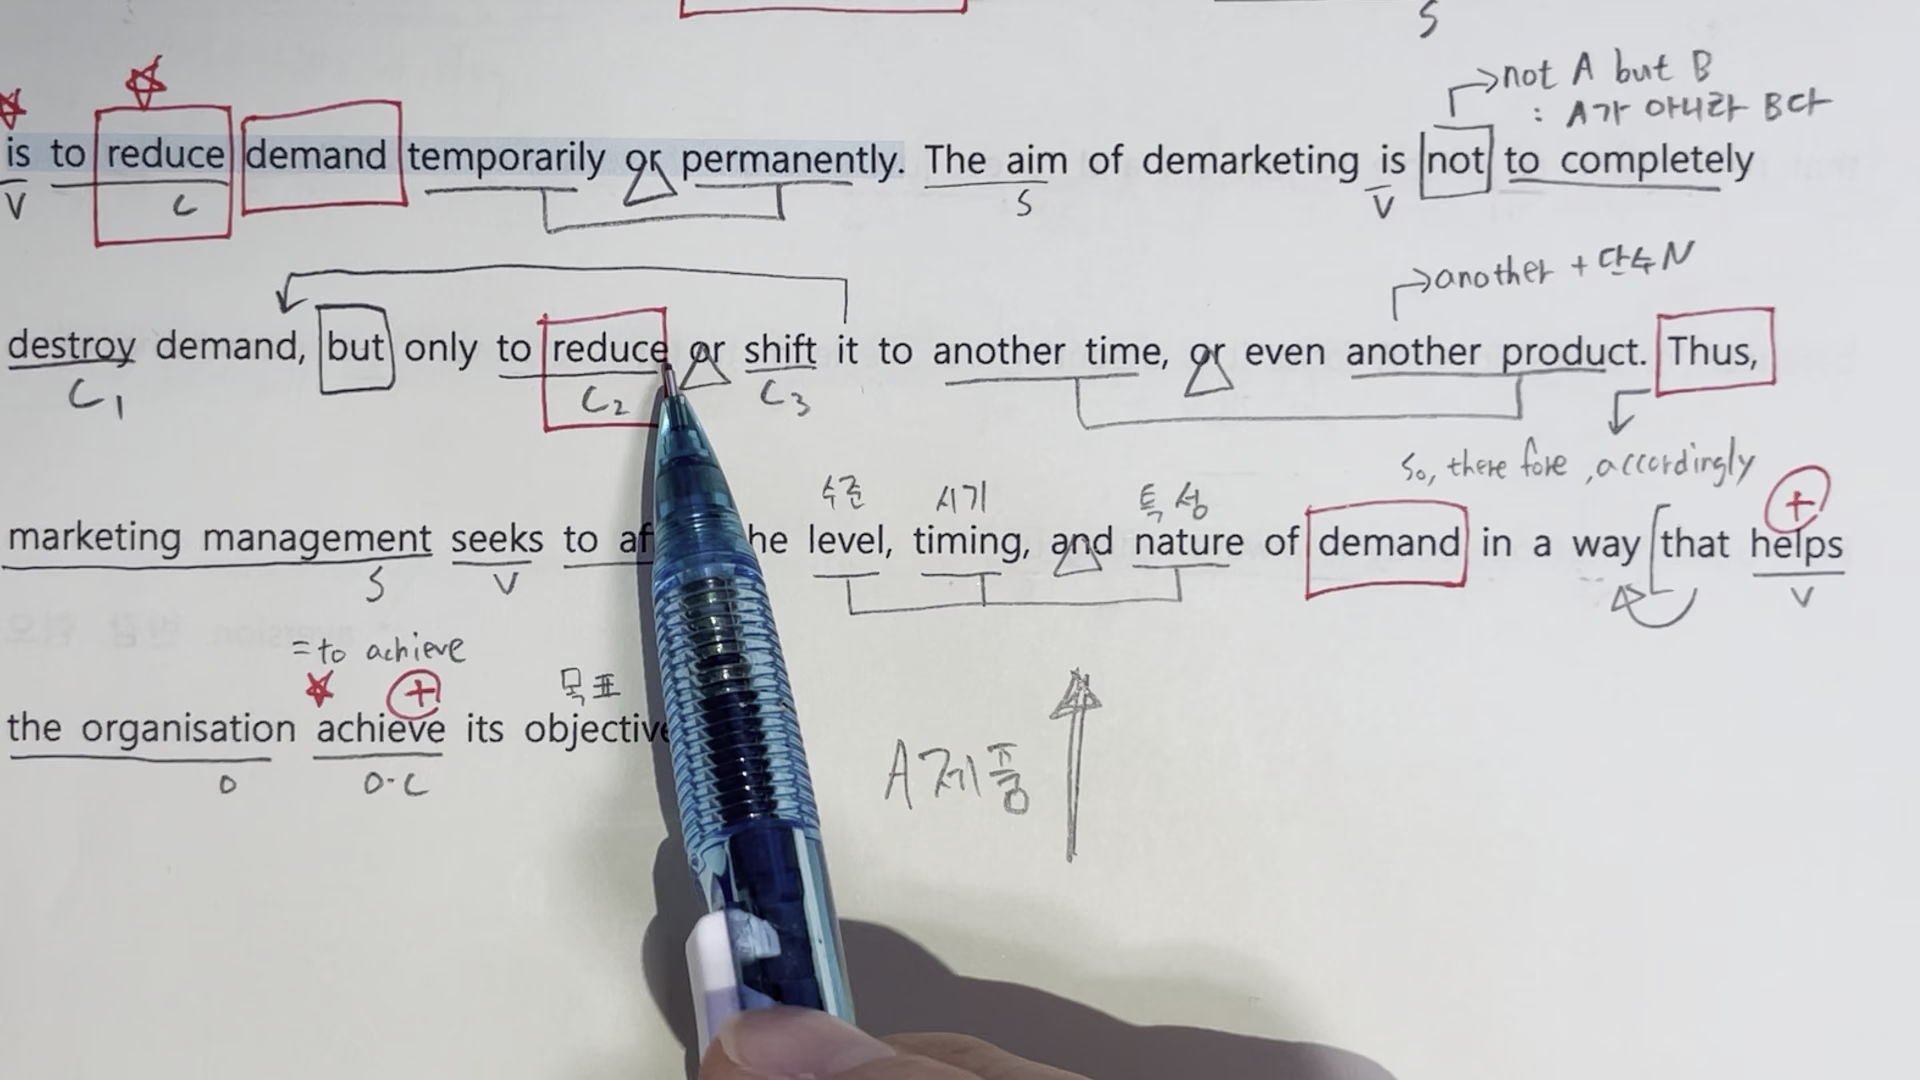 S
not A but B
: A가 아니라 B다
is to reduce demand temporarily or permanently. The aim of demarketing is not to completely
V C S V
another + 단수 N
destroy demand, but only to reduce or shift it to another time, or even another product. Thus,
C1 C2 C3
So, therefore, accordingly
수준 시기 특성 +
marketing management seeks to af he level, timing, and nature of demand in a way that helps
S V V
= to achieve
+ 목표
the organisation achieve its objective
O O·C
A제품